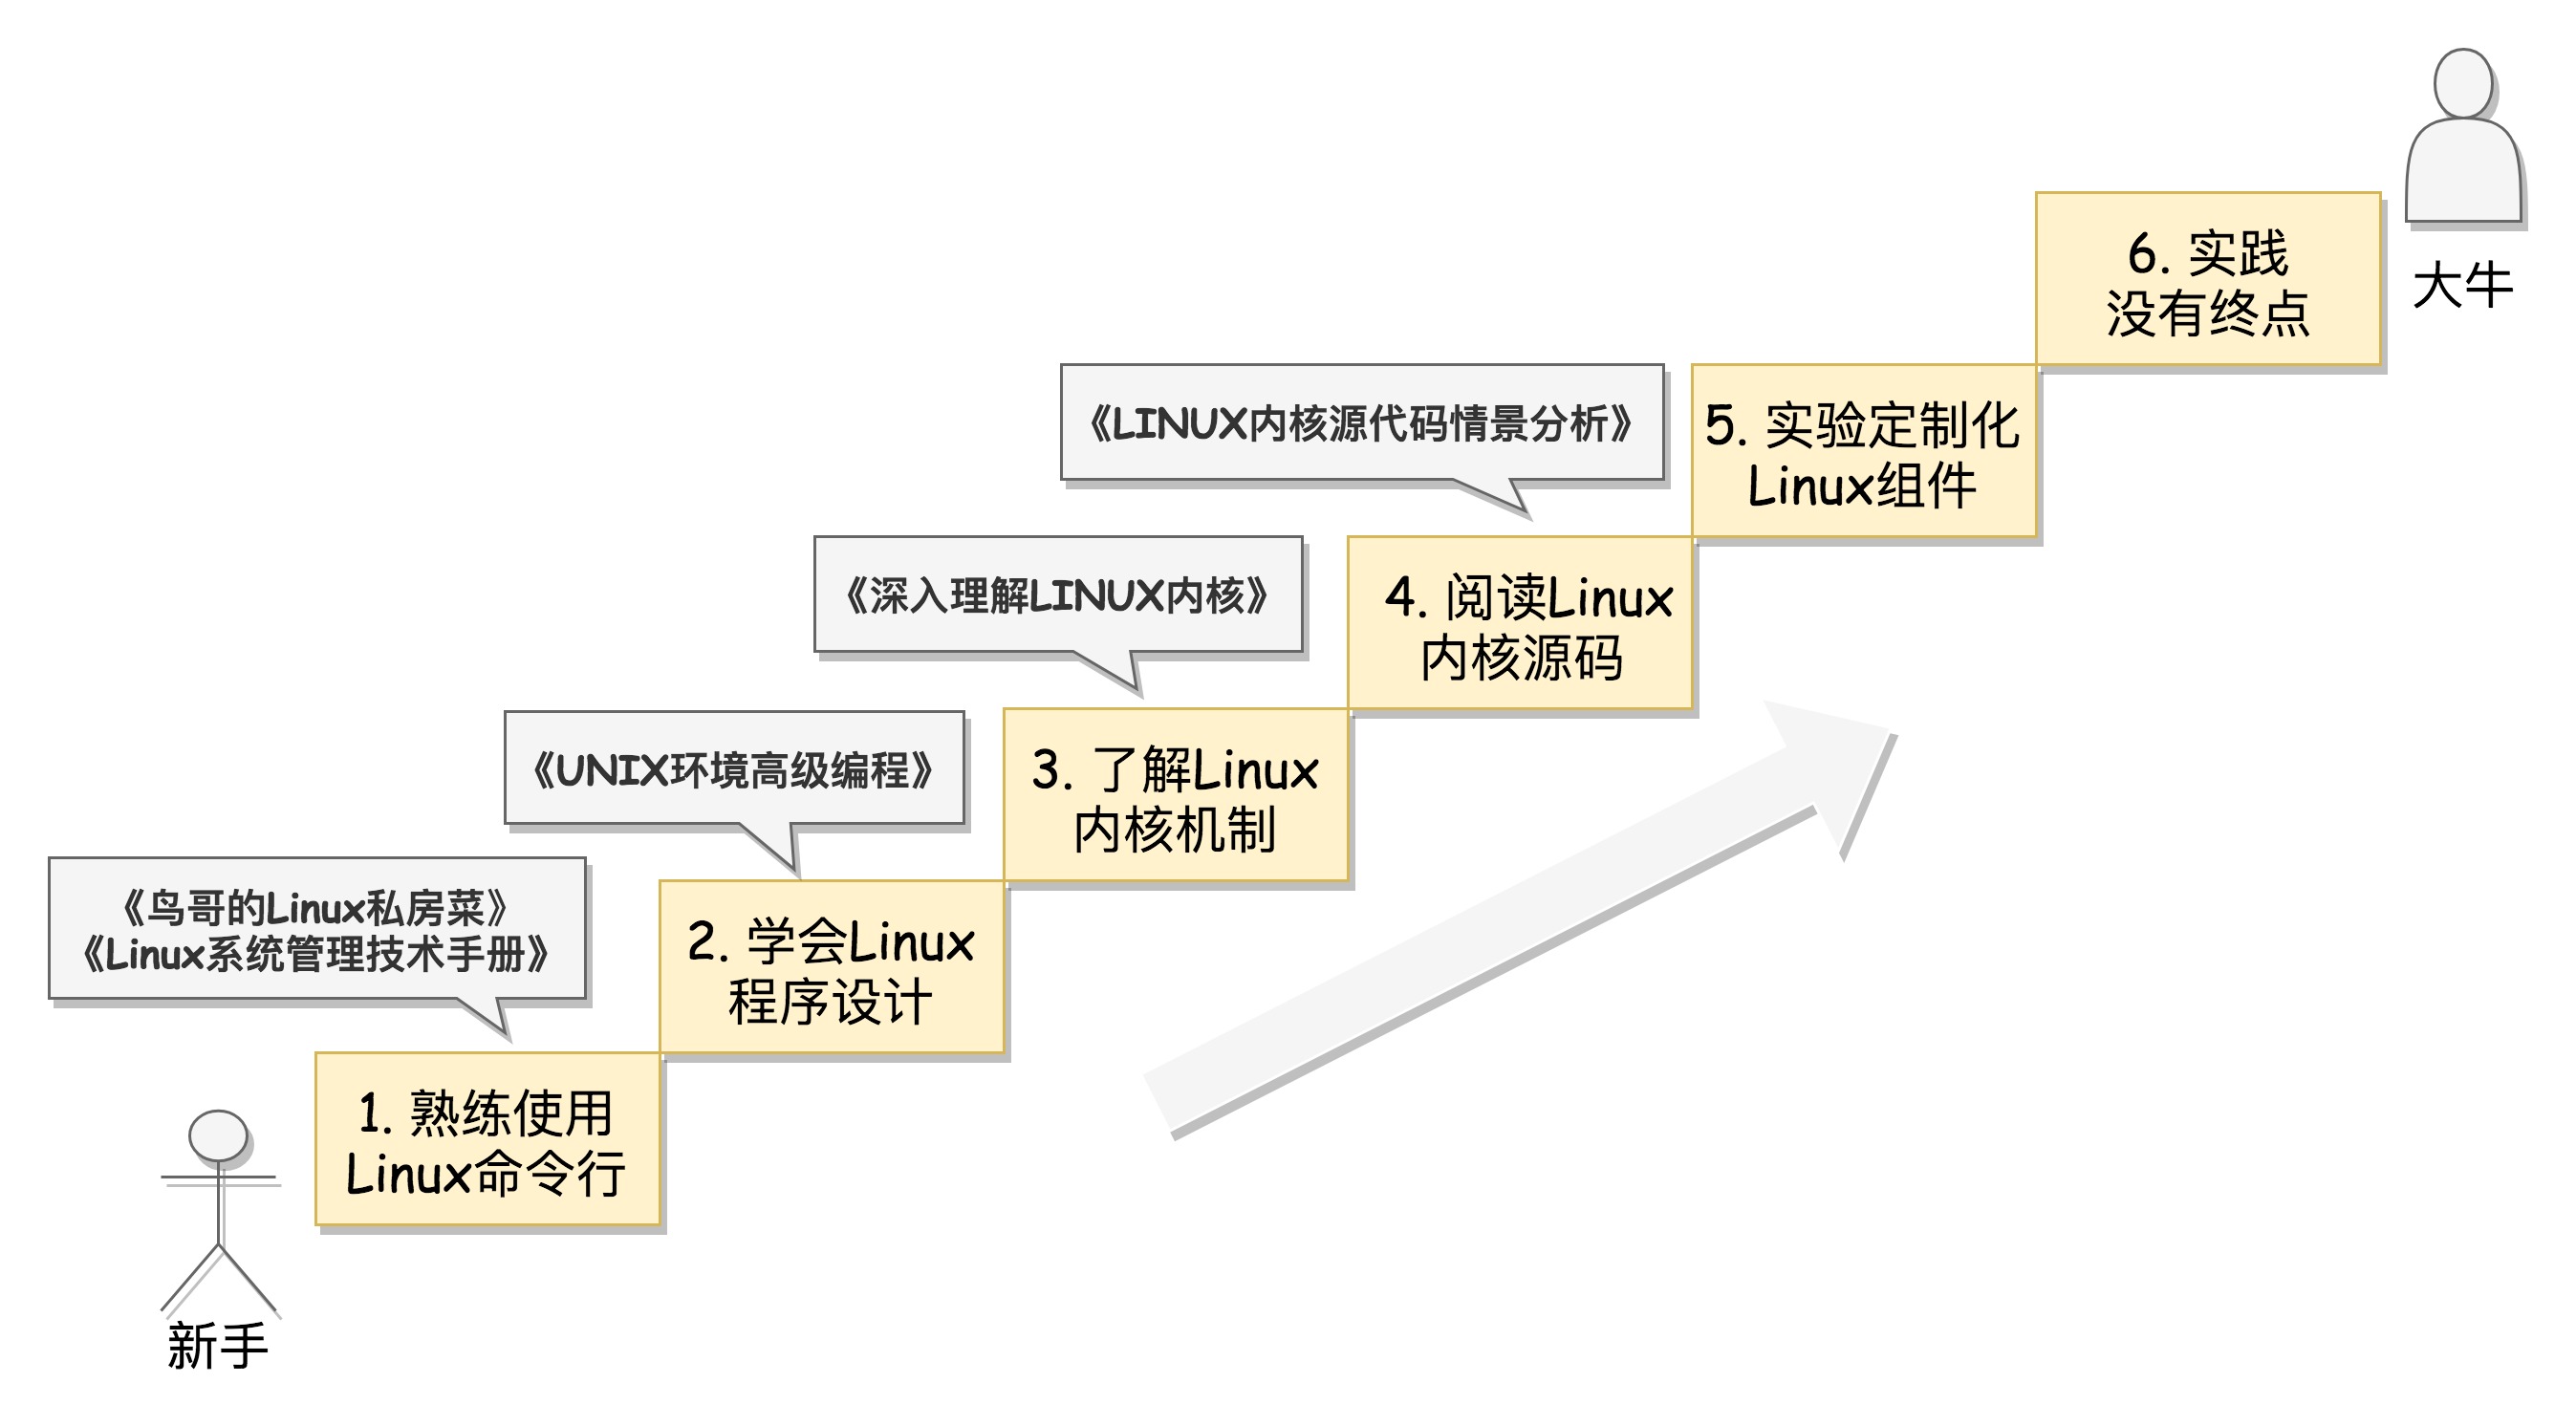 大牛
6. 实践
没有终点
《LINUX内核源代码情景分析》
5. 实验定制化
Linux组件
《深入理解LINUX内核》
4. 阅读Linux
内核源码
《UNIX环境高级编程》
3. 了解Linux
内核机制
《鸟哥的Linux私房菜》
《Linux系统管理技术手册》
2. 学会Linux
程序设计
1. 熟练使用
Linux命令行
新手